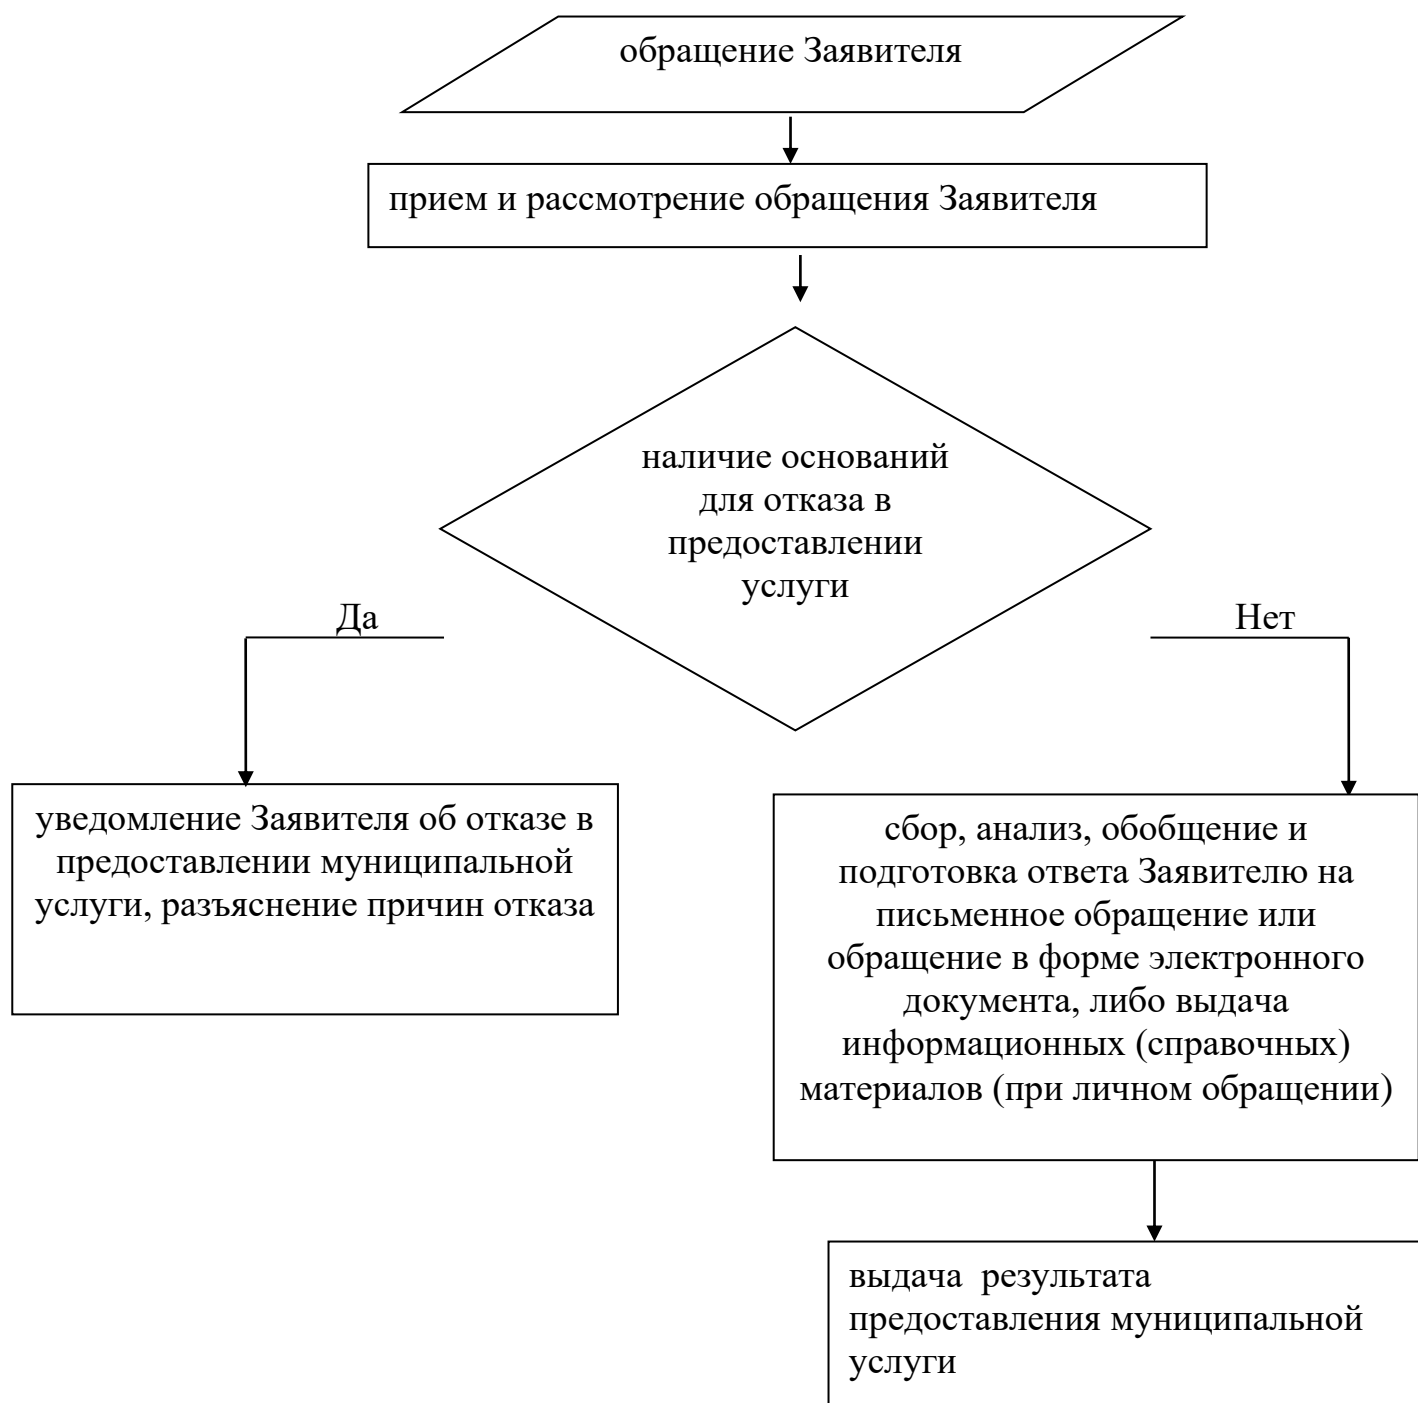 обращение Заявителя
прием и рассмотрение обращения Заявителя
наличие оснований
для отказа в
предоставлении
услуги
Да
Нет
уведомление Заявителя об отказе в
предоставлении муниципальной
услуги, разъяснение причин отказа
сбор, анализ, обобщение и
подготовка ответа Заявителю на
письменное обращение или
обращение в форме электронного
документа, либо выдача
информационных (справочных)
материалов (при личном обращении)
выдача  результата
предоставления муниципальной
услуги